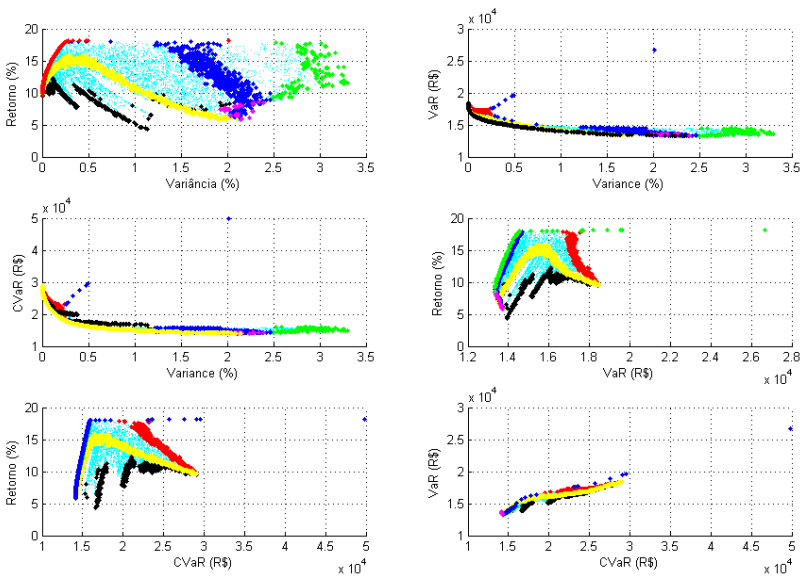 20
15
10
5
0
Retorno (%)
0 0.5 1 1.5 2 2.5 3 3.5
Variância (%)
x 10^4
3
2.5
2
1.5
1
VaR (R$)
0 0.5 1 1.5 2 2.5 3 3.5
Variance (%)
x 10^4
5
4
3
2
1
CVaR (R$)
0 0.5 1 1.5 2 2.5 3 3.5
Variance (%)
20
15
10
5
0
Retorno (%)
1.2 1.4 1.6 1.8 2 2.2 2.4 2.6 2.8
VaR (R$)
x 10^4
20
15
10
5
0
Retorno (%)
1 1.5 2 2.5 3 3.5 4 4.5 5
CVaR (R$)
x 10^4
x 10^4
3
2.5
2
1.5
1
VaR (R$)
1 1.5 2 2.5 3 3.5 4 4.5 5
CVaR (R$)
x 10^4